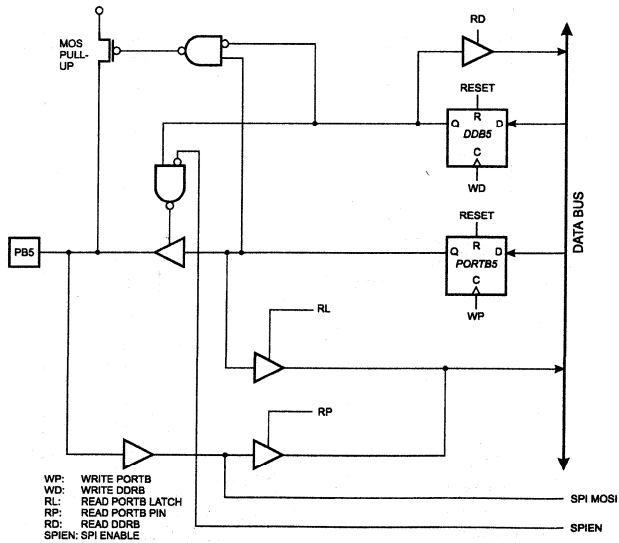 RD
MOS
PULL-
UP
RESET
R
Q D
DDB5
C
WD
DATA BUS
RESET
R
PB5
Q D
PORTB5
C
WP
RL
RP
WP: WRITE PORTB
WD: WRITE DDRB
RL: READ PORTB LATCH
RP: READ PORTB PIN
RD: READ DDRB
SPIEN: SPI ENABLE
SPI MOSI
SPIEN